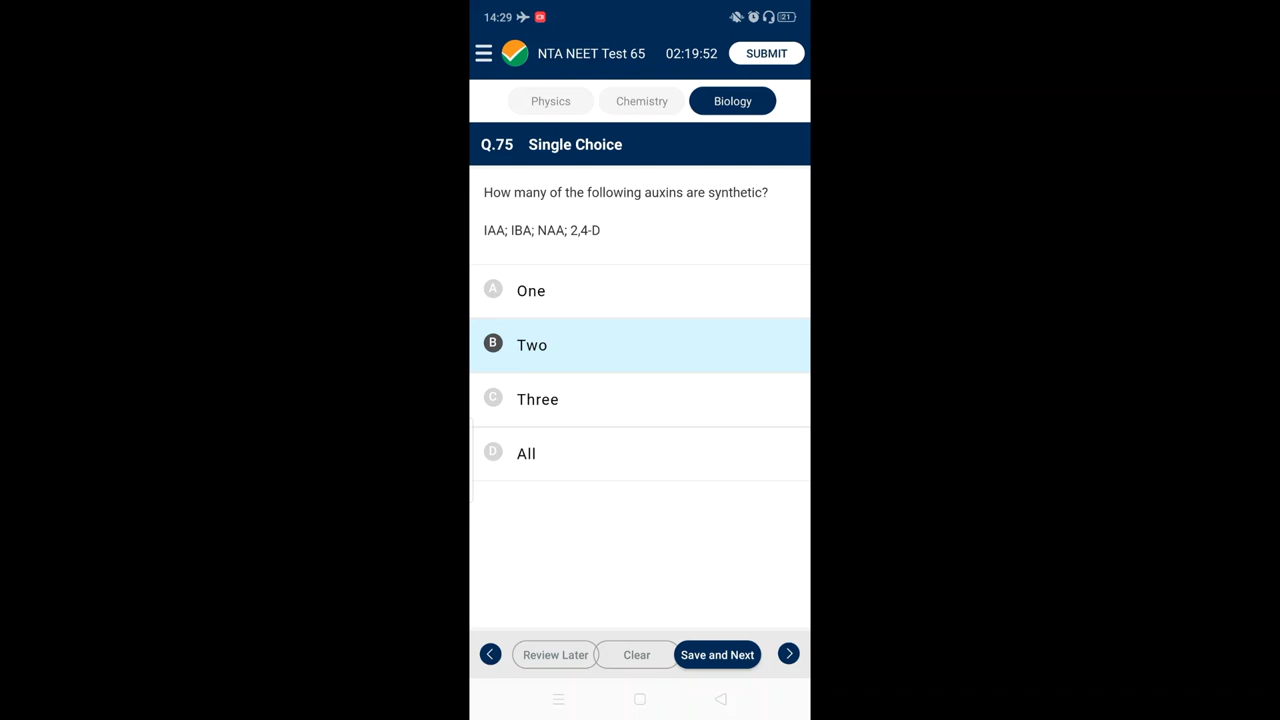 14:29 21
NTA NEET Test 65 02:19:52 SUBMIT
Physics Chemistry Biology
Q.75 Single Choice
How many of the following auxins are synthetic?
IAA; IBA; NAA; 2,4-D
A One
B Two
C Three
D All
Review Later Clear Save and Next